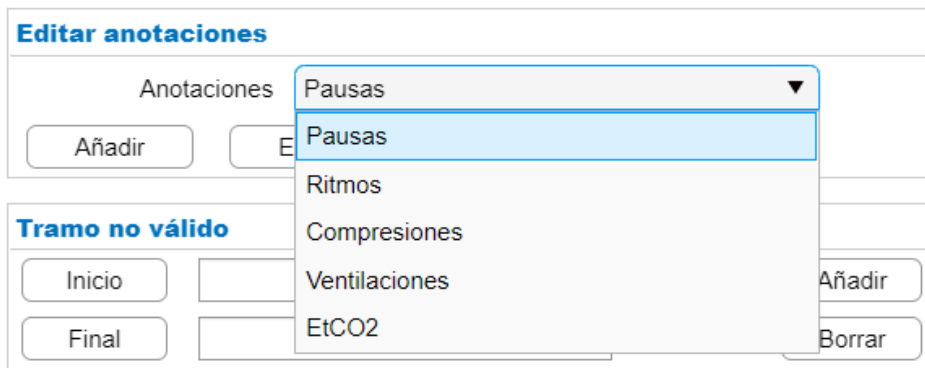 Editar anotaciones
Anotaciones Pausas
Pausas
Añadir E
Ritmos
Tramo no válido
Compresiones
Inicio Ventilaciones Añadir
Final EtCO2 Borrar